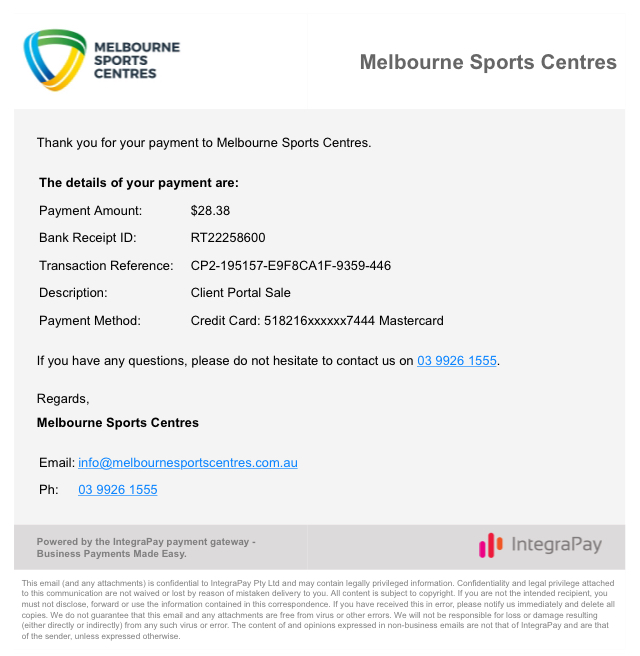 MELBOURNE
SPORTS
CENTRES
Melbourne Sports Centres
Thank you for your payment to Melbourne Sports Centres.
The details of your payment are:
Payment Amount: $28.38
Bank Receipt ID: RT22258600
Transaction Reference: CP2-195157-E9F8CA1F-9359-446
Description: Client Portal Sale
Payment Method: Credit Card: 518216xxxxxx7444 Mastercard
If you have any questions, please do not hesitate to contact us on 03 9926 1555.
Regards,
Melbourne Sports Centres
Email: info@melbournesportscentres.com.au
Ph: 03 9926 1555
Powered by the IntegraPay payment gateway -
Business Payments Made Easy.
IntegraPay
This email (and any attachments) is confidential to IntegraPay Pty Ltd and may contain legally privileged information. Confidentiality and legal privilege attached
to this communication are not waived or lost by reason of mistaken delivery to you. All content is subject to copyright. If you are not the intended recipient, you
must not disclose, forward or use the information contained in this correspondence. If you have received this in error, please notify us immediately and delete all
copies. We do not guarantee that this email and any attachments are free from virus or other errors. We will not be responsible for loss or damage resulting
(either directly or indirectly) from any such virus or error. The content of and opinions expressed in non-business emails are not that of IntegraPay and are that
of the sender, unless expressed otherwise.